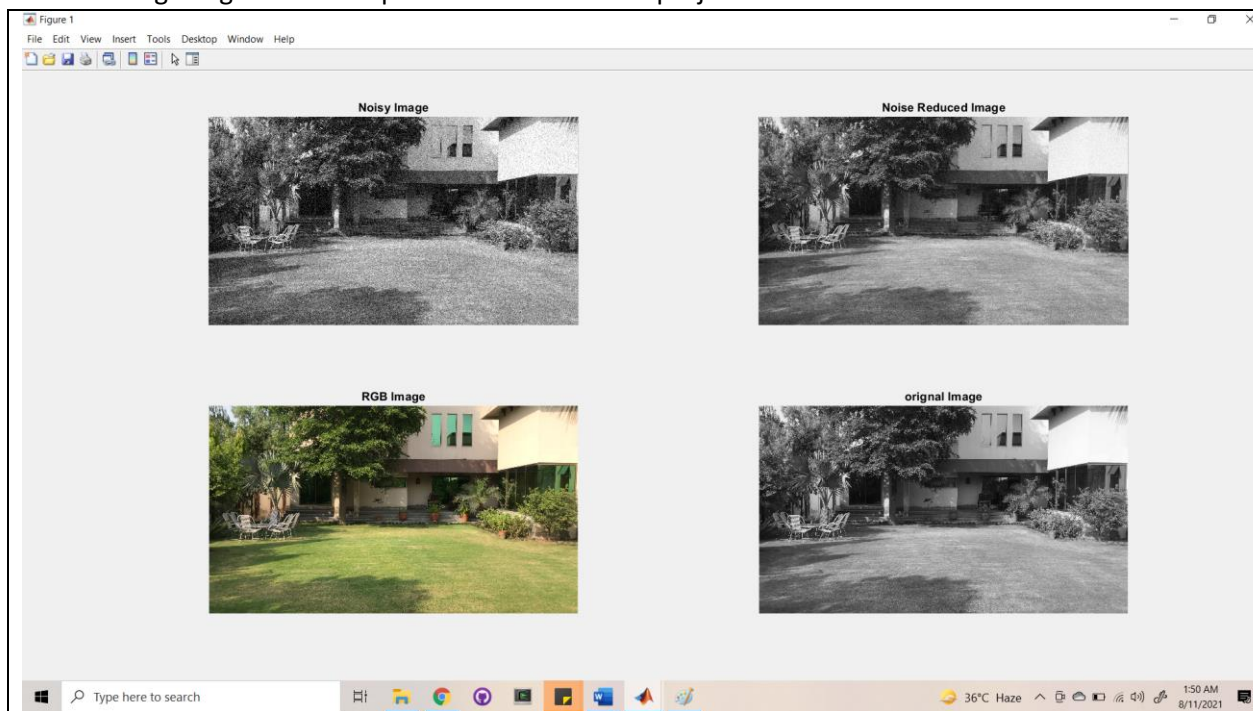 Figure 1
File Edit View Insert Tools Desktop Window Help
Noisy Image
Noise Reduced Image
RGB Image
orignal Image
Type here to search
36°C Haze
1:50 AM
8/11/2021